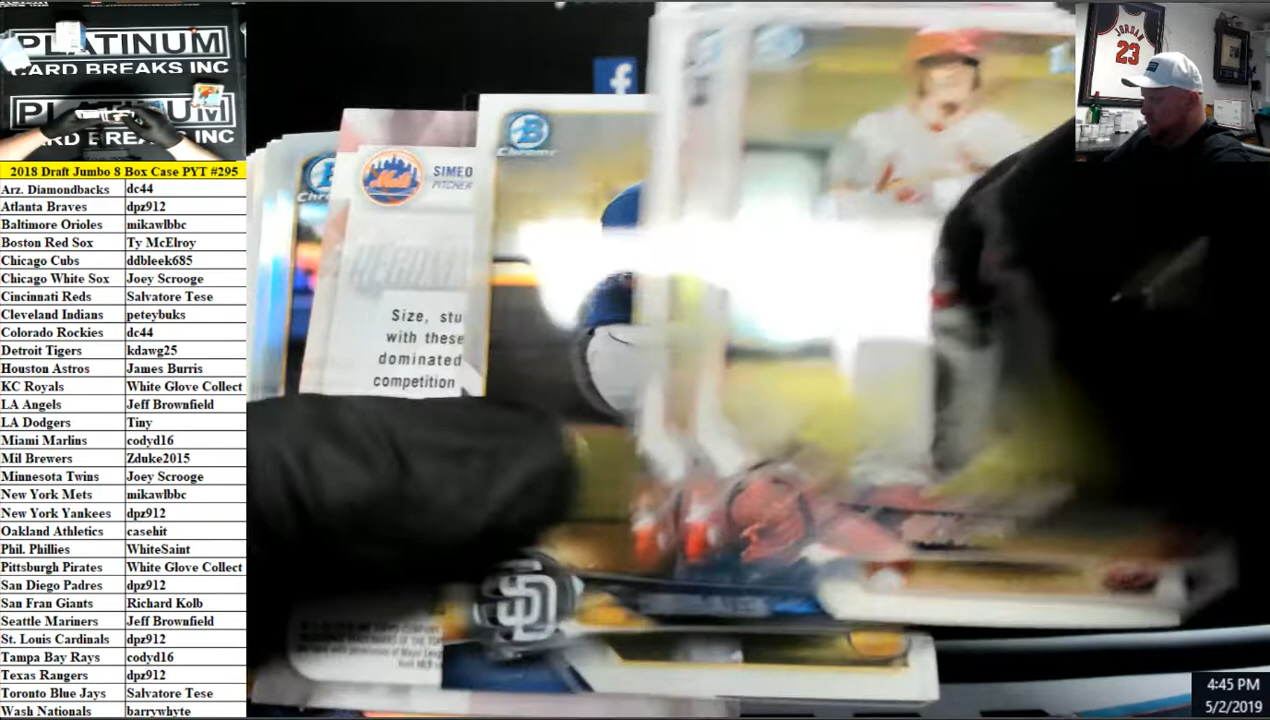 PLATINUM
CARD BREAKS INC
PLATINUM
CARD BREAKS INC
2018 Draft Jumbo 8 Box Case PYT #295
Arz. Diamondbacks dc44
Atlanta Braves dpz912
Baltimore Orioles mikawlbbc
Boston Red Sox Ty McElroy
Chicago Cubs ddbleek685
Chicago White Sox Joey Scrooge
Cincinnati Reds Salvatore Tese
Cleveland Indians peteybuks
Colorado Rockies dc44
Detroit Tigers kdawg25
Houston Astros James Burris
KC Royals White Glove Collect
LA Angels Jeff Brownfield
LA Dodgers Tiny
Miami Marlins codyd16
Mil Brewers Zduke2015
Minnesota Twins Joey Scrooge
New York Mets mikawlbbc
New York Yankees dpz912
Oakland Athletics casehit
Phil. Phillies WhiteSaint
Pittsburgh Pirates White Glove Collect
San Diego Padres dpz912
San Fran Giants Richard Kolb
Seattle Mariners Jeff Brownfield
St. Louis Cardinals dpz912
Tampa Bay Rays codyd16
Texas Rangers dpz912
Toronto Blue Jays Salvatore Tese
Wash Nationals barrywhyte
f
B
Chrome
Mets
SIMEO
PITCHER
Size, stu
with these
dominated
competition
SD
JORDAN
23
4:45 PM
5/2/2019